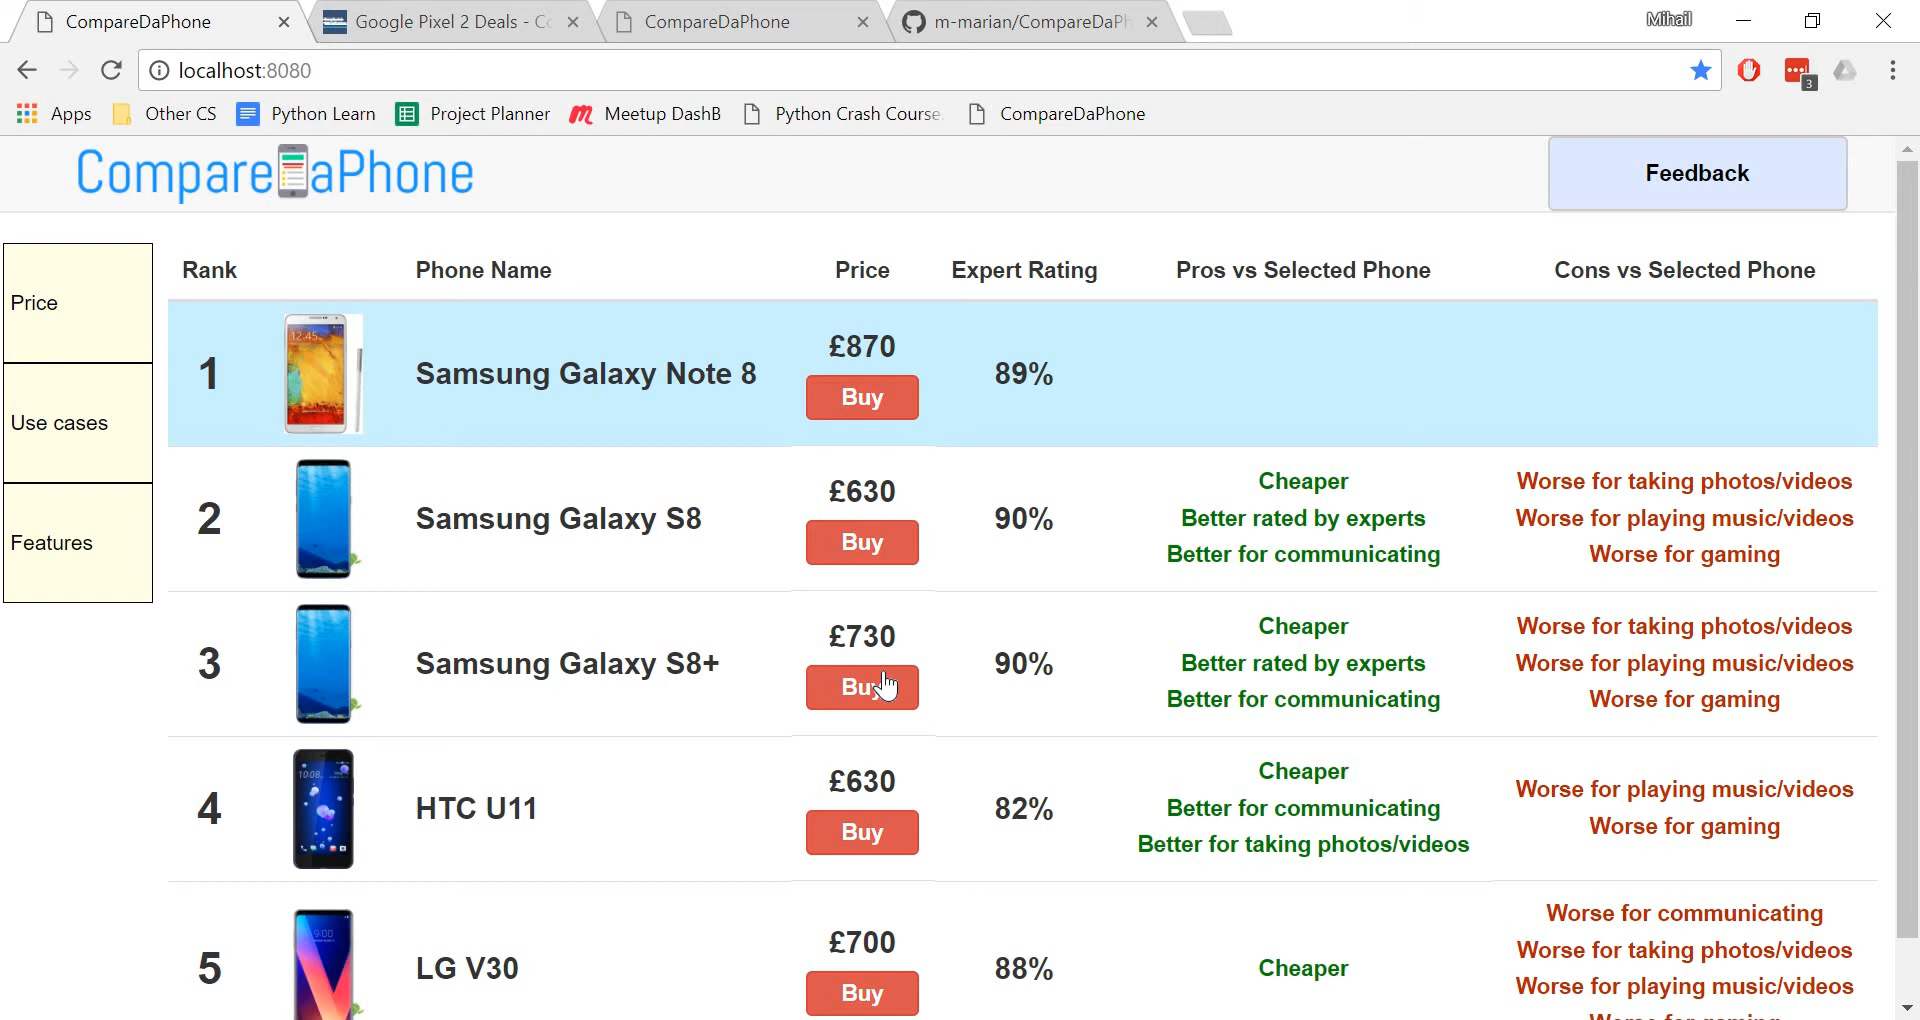 CompareDaPhone
Google Pixel 2 Deals - Co
CompareDaPhone
m-marian/CompareDaPh
Mihail
localhost:8080
3
Apps
Other CS
Python Learn
Project Planner
Meetup DashB
Python Crash Course
CompareDaPhone
Compare aPhone
Feedback
Price
Use cases
Features
Rank Phone Name Price Expert Rating Pros vs Selected Phone Cons vs Selected Phone
1 Samsung Galaxy Note 8 £870 89%
Buy
2 Samsung Galaxy S8 £630 90%
Buy
Cheaper
Better rated by experts
Better for communicating
Worse for taking photos/videos
Worse for playing music/videos
Worse for gaming
3 Samsung Galaxy S8+ £730 90%
Buy
Cheaper
Better rated by experts
Better for communicating
Worse for taking photos/videos
Worse for playing music/videos
Worse for gaming
4 HTC U11 £630 82%
Buy
Cheaper
Better for communicating
Better for taking photos/videos
Worse for playing music/videos
Worse for gaming
5 LG V30 £700 88%
Buy
Cheaper
Worse for communicating
Worse for taking photos/videos
Worse for playing music/videos